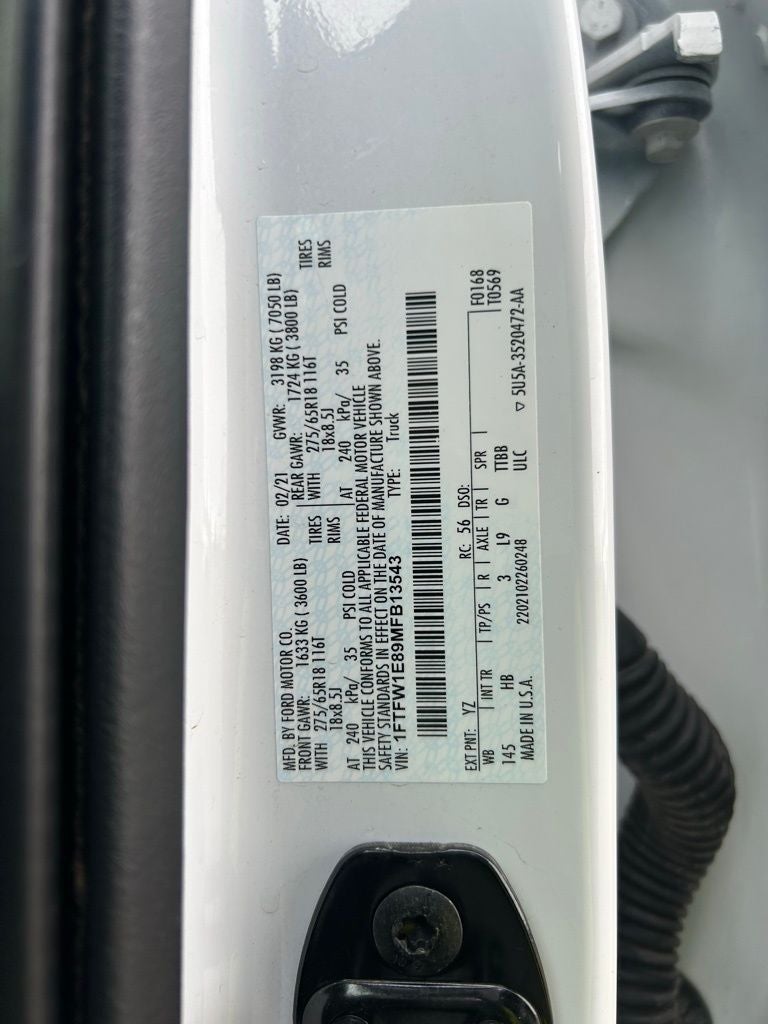 MFD. BY FORD MOTOR CO.
DATE: 02/21 GVWR: 3198 KG ( 7050 LB)
FRONT GAWR: 1633 KG ( 3600 LB) REAR GAWR: 1724 KG ( 3800 LB)
WITH 275/65R18 116T TIRES WITH 275/65R18 116T TIRES
18x8.5J RIMS 18x8.5J RIMS
AT 240 kPa/ 35 PSI COLD AT 240 kPa/ 35 PSI COLD
THIS VEHICLE CONFORMS TO ALL APPLICABLE FEDERAL MOTOR VEHICLE
SAFETY STANDARDS IN EFFECT ON THE DATE OF MANUFACTURE SHOWN ABOVE.
VIN: 1FTFW1E89MFB13543 TYPE: Truck
EXT PNT: YZ RC: 56 DSO: F0168
WB INT TR TP/PS R AXLE TR SPR T0569
145 HB 3 L9 G TTBB
MADE IN U.S.A. 2202102260248 ULC ▽ 5U5A-3520472-AA